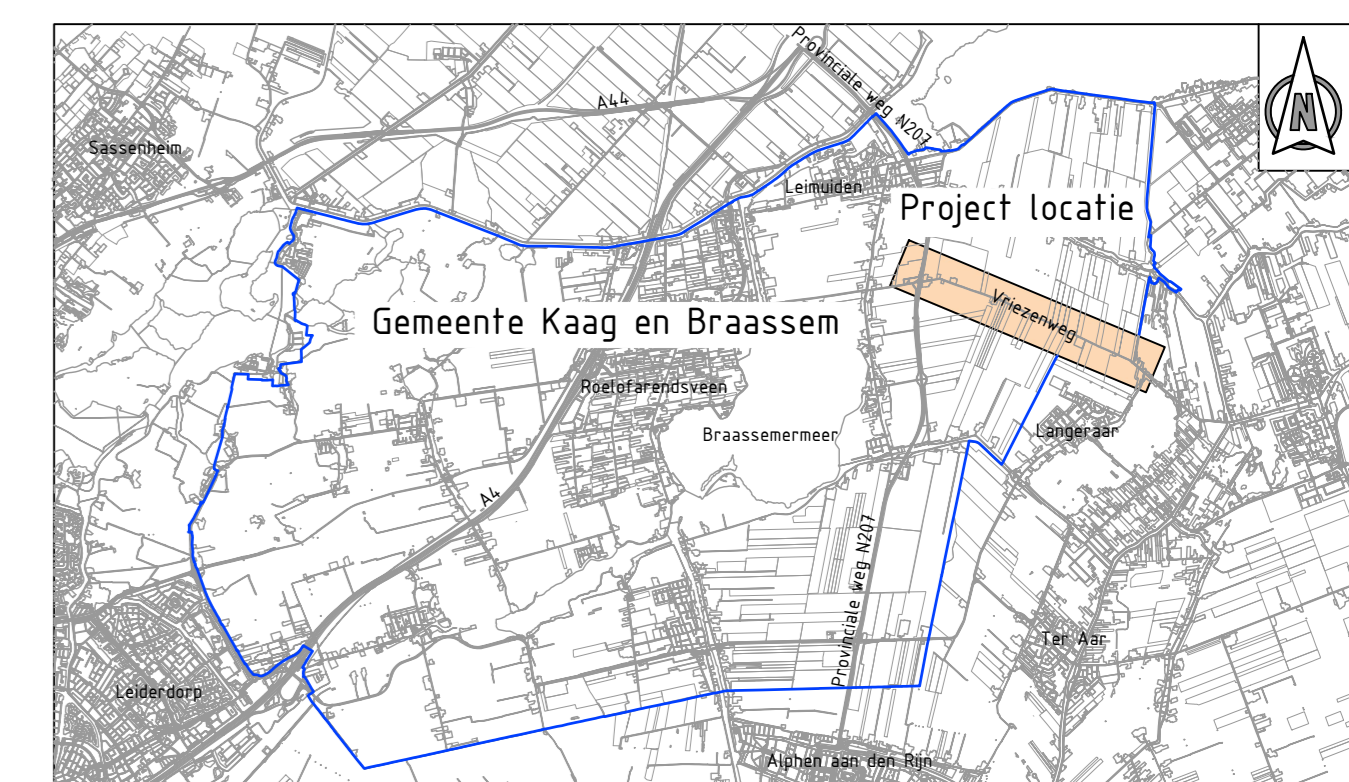 Provinciale weg N207
A44
N
Sassenheim
Leimuiden
Project locatie
Vriezenweg
Gemeente Kaag en Braassem
Roelofarendsveen
Braassemermeer
Langeraar
A4
Provinciale weg N207
Ter Aar
Leiderdorp
Alphen aan den Rijn